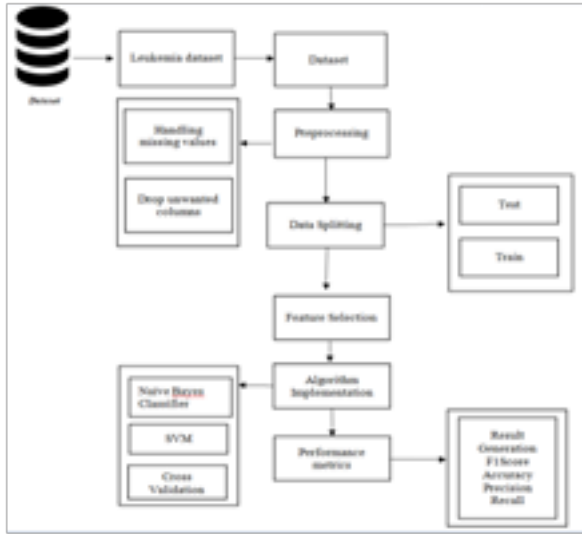 Dataset
Leukemia dataset
Dataset
Preprocessing
Handling
missing values
Drop unwanted
columns
Data Splitting
Test
Train
Feature Selection
Algorithm
Implementation
Naive Bayes
Classifier
SVM
Cross
Validation
Performance
metrics
Result
Generation
F1Score
Accuracy
Precision
Recall